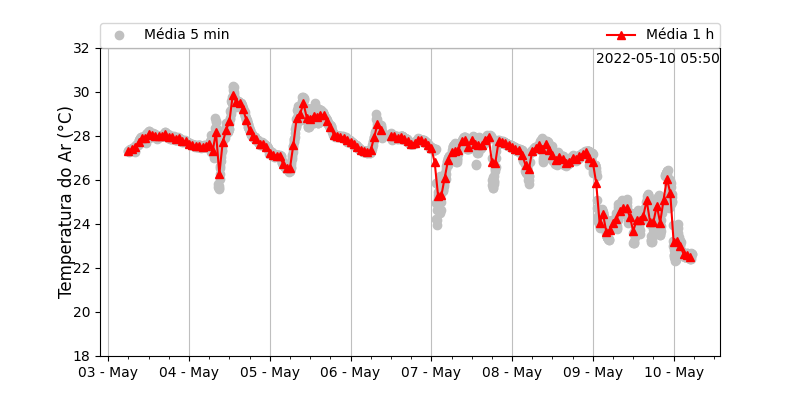 Média 5 min
Média 1 h
2022-05-10 05:50
Temperatura do Ar (°C)
32
30
28
26
24
22
20
18
03 - May
04 - May
05 - May
06 - May
07 - May
08 - May
09 - May
10 - May